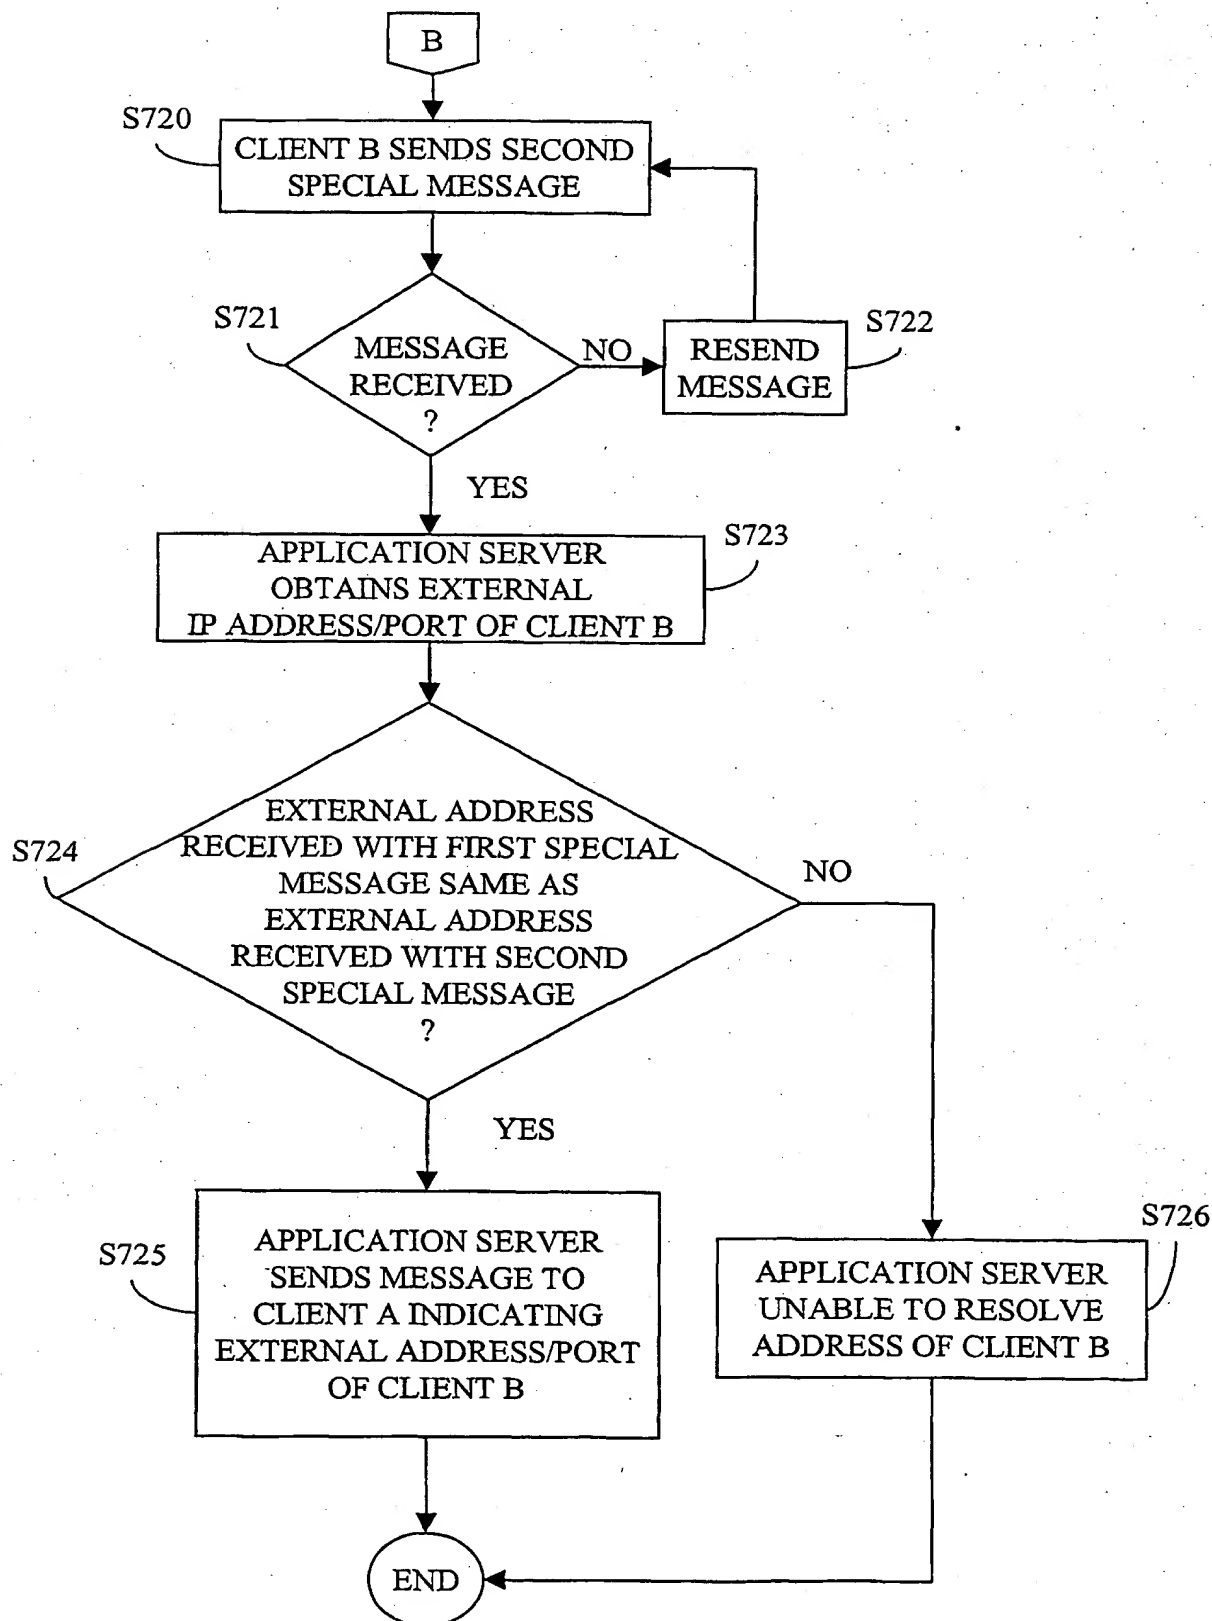 B
S720
CLIENT B SENDS SECOND
SPECIAL MESSAGE
S721
MESSAGE
RECEIVED
?
NO
RESEND
MESSAGE
S722
YES
APPLICATION SERVER
OBTAINS EXTERNAL
IP ADDRESS/PORT OF CLIENT B
S723
S724
EXTERNAL ADDRESS
RECEIVED WITH FIRST SPECIAL
MESSAGE SAME AS
EXTERNAL ADDRESS
RECEIVED WITH SECOND
SPECIAL MESSAGE
?
NO
YES
S725
APPLICATION SERVER
SENDS MESSAGE TO
CLIENT A INDICATING
EXTERNAL ADDRESS/PORT
OF CLIENT B
S726
APPLICATION SERVER
UNABLE TO RESOLVE
ADDRESS OF CLIENT B
END